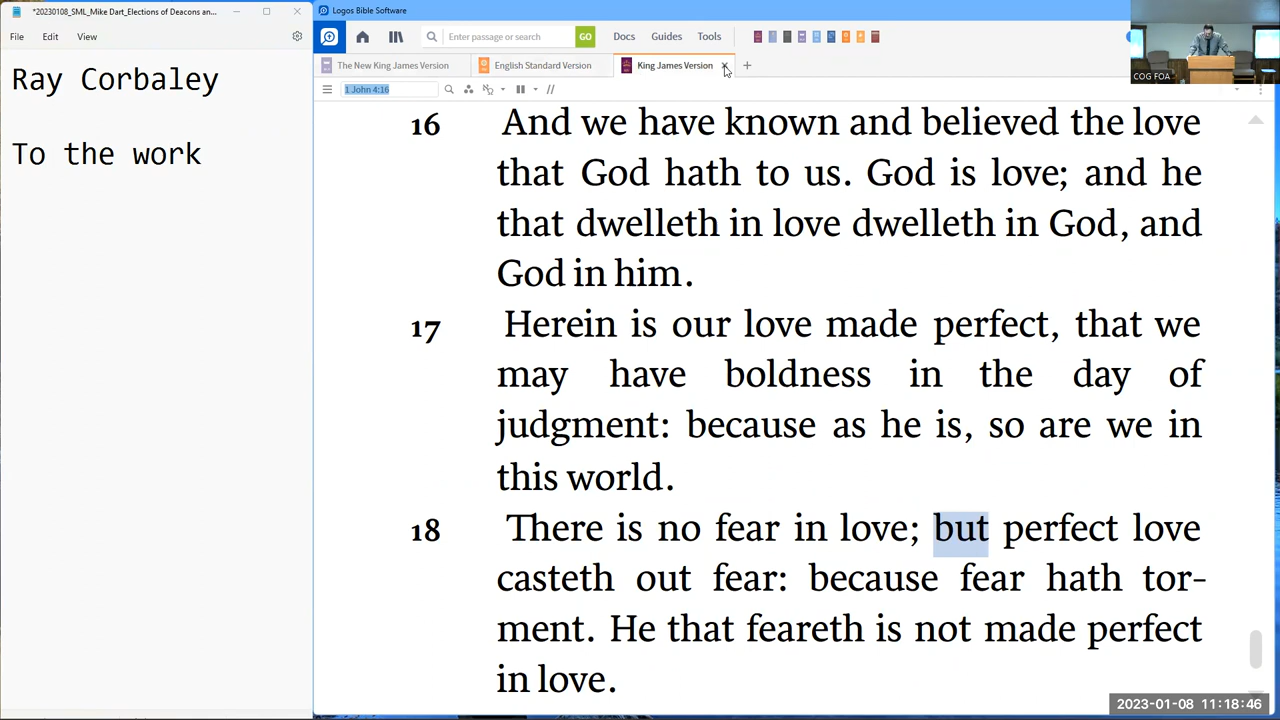 *20230108_SML_Mike Dart_Elections of Deacons an...
File Edit View
Ray Corbaley
To the work
Logos Bible Software
Enter passage or search GO Docs Guides Tools
The New King James Version English Standard Version King James Version
1 John 4:16
16 And we have known and believed the love
that God hath to us. God is love; and he
that dwelleth in love dwelleth in God, and
God in him.
17 Herein is our love made perfect, that we
may have boldness in the day of
judgment: because as he is, so are we in
this world.
18 There is no fear in love; but perfect love
casteth out fear: because fear hath tor-
ment. He that feareth is not made perfect
in love.
COG FOA
2023-01-08 11:18:46